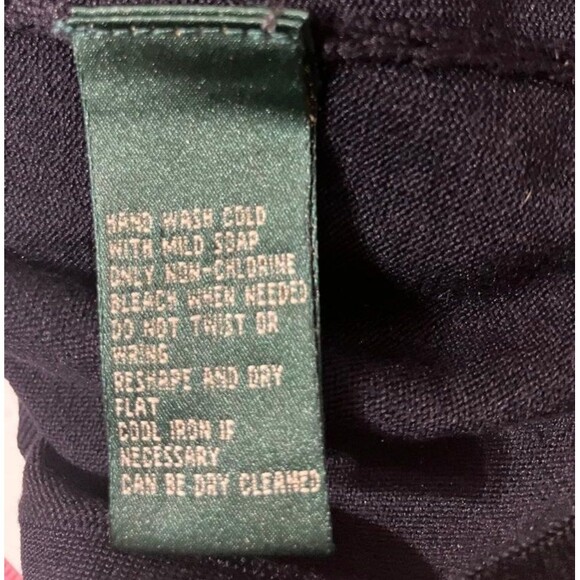 HAND WASH COLD
WITH MILD SOAP
ONLY NON-CHLORINE
BLEACH WHEN NEEDED
DO NOT TWIST OR
WRING
RESHAPE AND DRY
FLAT
COOL IRON IF
NECESSARY
CAN BE DRY CLEANED